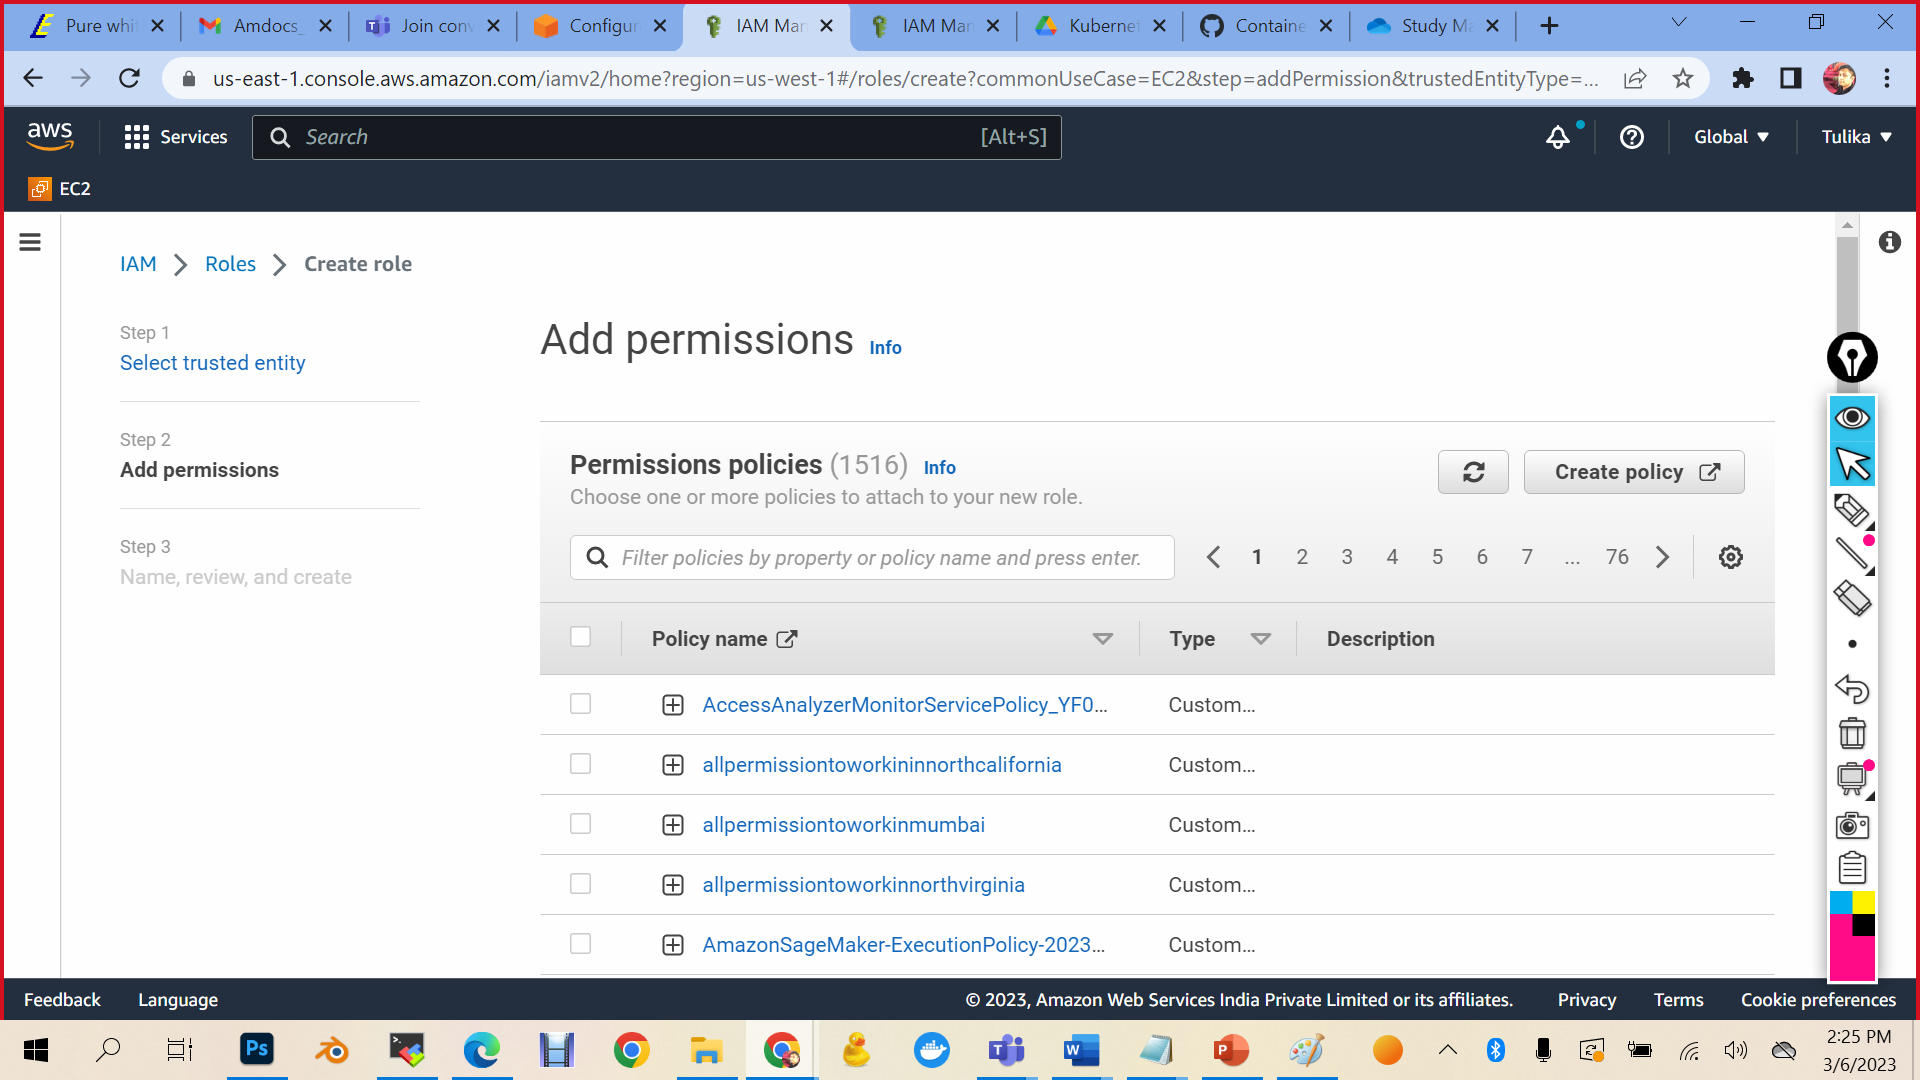 Pure whi
Amdocs_
Join conv
Configur
IAM Mar
IAM Mar
Kubernet
Containe
Study Ma
us-east-1.console.aws.amazon.com/iamv2/home?region=us-west-1#/roles/create?commonUseCase=EC2&step=addPermission&trustedEntityType=...
aws
Services
Search
[Alt+S]
Global
Tulika
EC2
IAM > Roles > Create role
Step 1
Select trusted entity
Step 2
Add permissions
Step 3
Name, review, and create
Add permissions Info
Permissions policies (1516) Info
Choose one or more policies to attach to your new role.
Create policy
Filter policies by property or policy name and press enter.
1 2 3 4 5 6 7 ... 76
Policy name Type Description
AccessAnalyzerMonitorServicePolicy_YF0... Custom...
allpermissiontoworkininnorthcalifornia Custom...
allpermissiontoworkinmumbai Custom...
allpermissiontoworkinnorthvirginia Custom...
AmazonSageMaker-ExecutionPolicy-2023... Custom...
Feedback Language © 2023, Amazon Web Services India Private Limited or its affiliates. Privacy Terms Cookie preferences
Ps
T
W
P
2:25 PM
3/6/2023